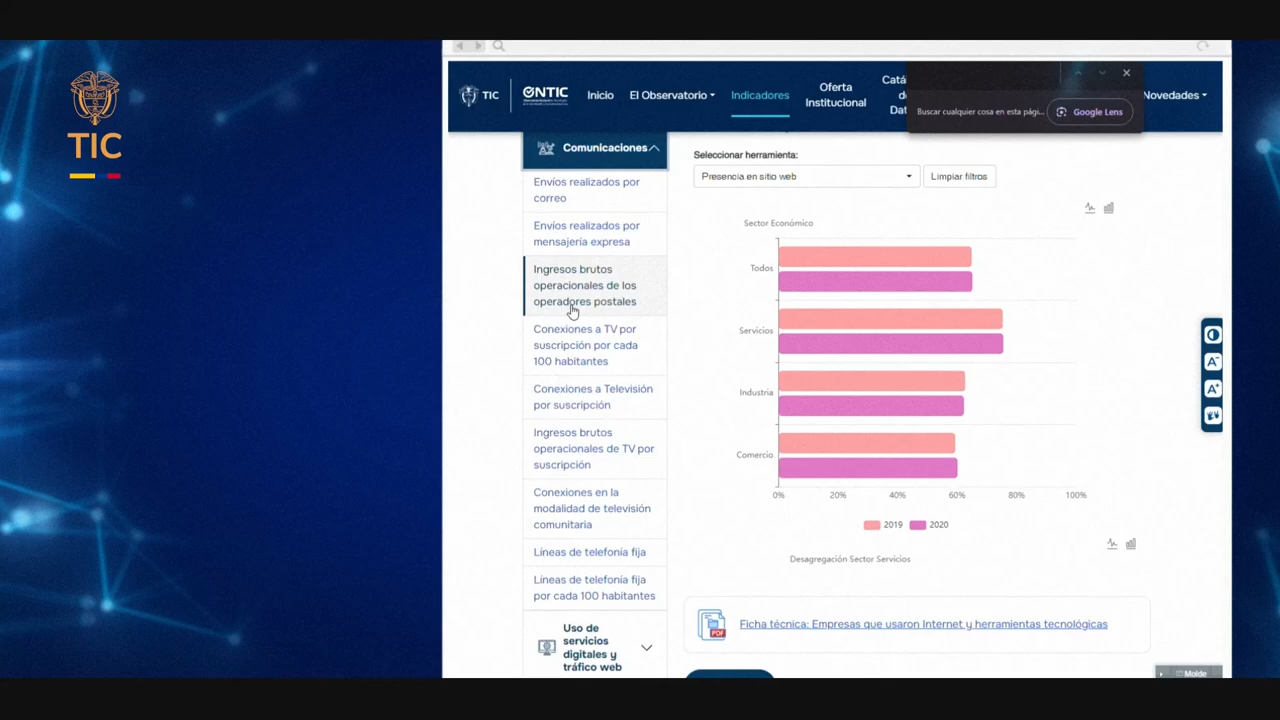 TIC
TIC
ONTIC
Inicio
El Observatorio
Indicadores
Oferta
Institucional
Catá
de
Dat
Novedades
Buscar cualquier cosa en esta pági...
Google Lens
Comunicaciones
Envíos realizados por
correo
Envíos realizados por
mensajería expresa
Ingresos brutos
operacionales de los
operadores postales
Conexiones a TV por
suscripción por cada
100 habitantes
Conexiones a Televisión
por suscripción
Ingresos brutos
operacionales de TV por
suscripción
Conexiones en la
modalidad de televisión
comunitaria
Líneas de telefonía fija
Líneas de telefonía fija
por cada 100 habitantes
Uso de
servicios
digitales y
tráfico web
Seleccionar herramienta:
Presencia en sitio web
Limpiar filtros
Sector Económico
Todos
Servicios
Industria
Comercio
0% 20% 40% 60% 80% 100%
2019 2020
Desagregación Sector Servicios
PDF
Ficha técnica: Empresas que usaron Internet y herramientas tecnológicas
A-
A+
Molde